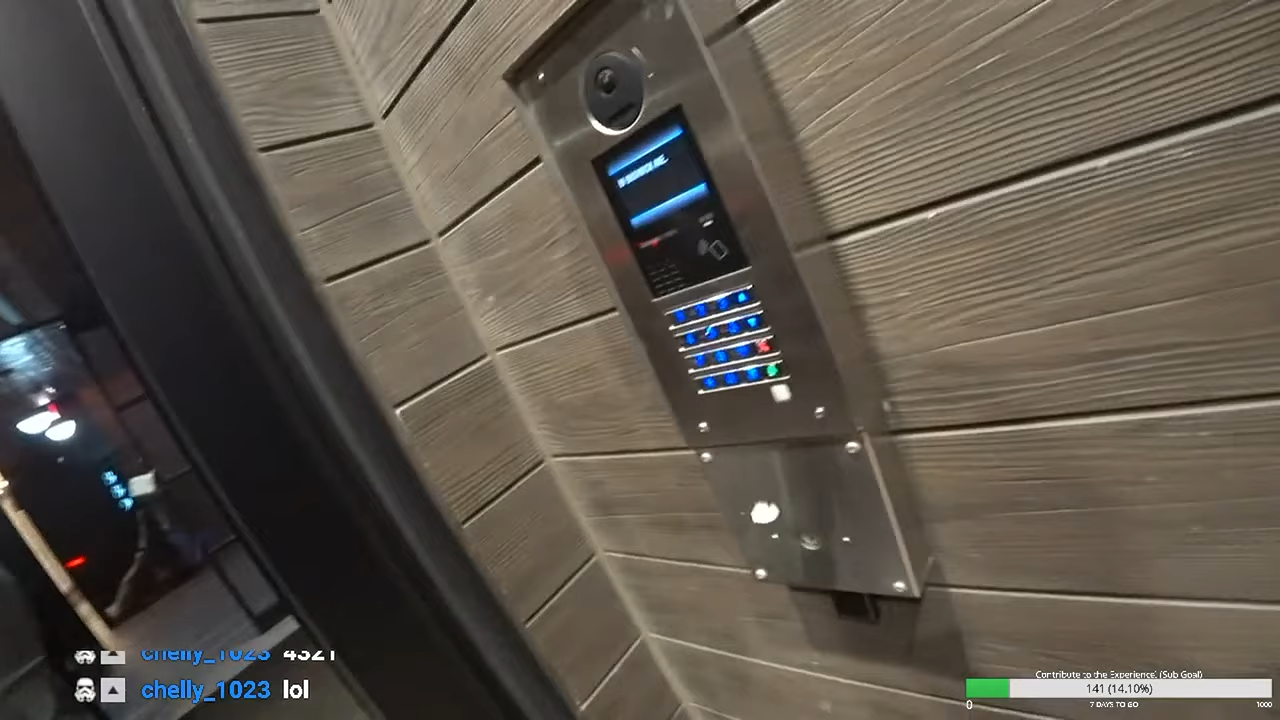 chelly_1023 4321
chelly_1023 lol
Contribute to the Experience! (Sub Goal)
141 (14.10%)
0 7 DAYS TO GO 1000